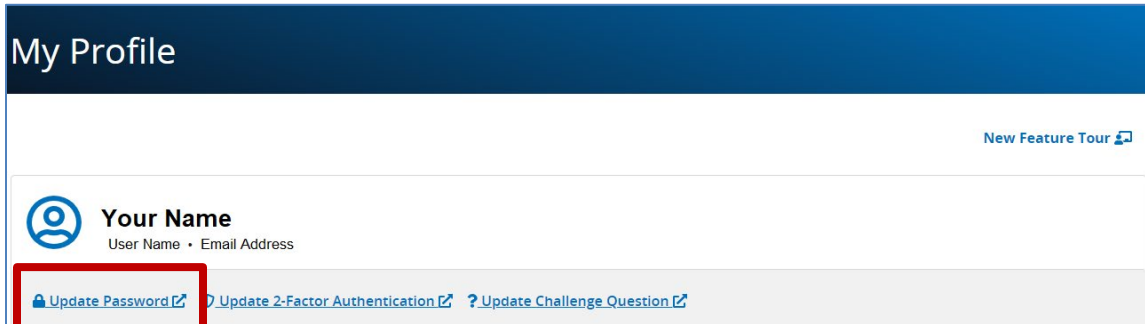 My Profile
New Feature Tour
Your Name
User Name • Email Address
Update Password Update 2-Factor Authentication ? Update Challenge Question